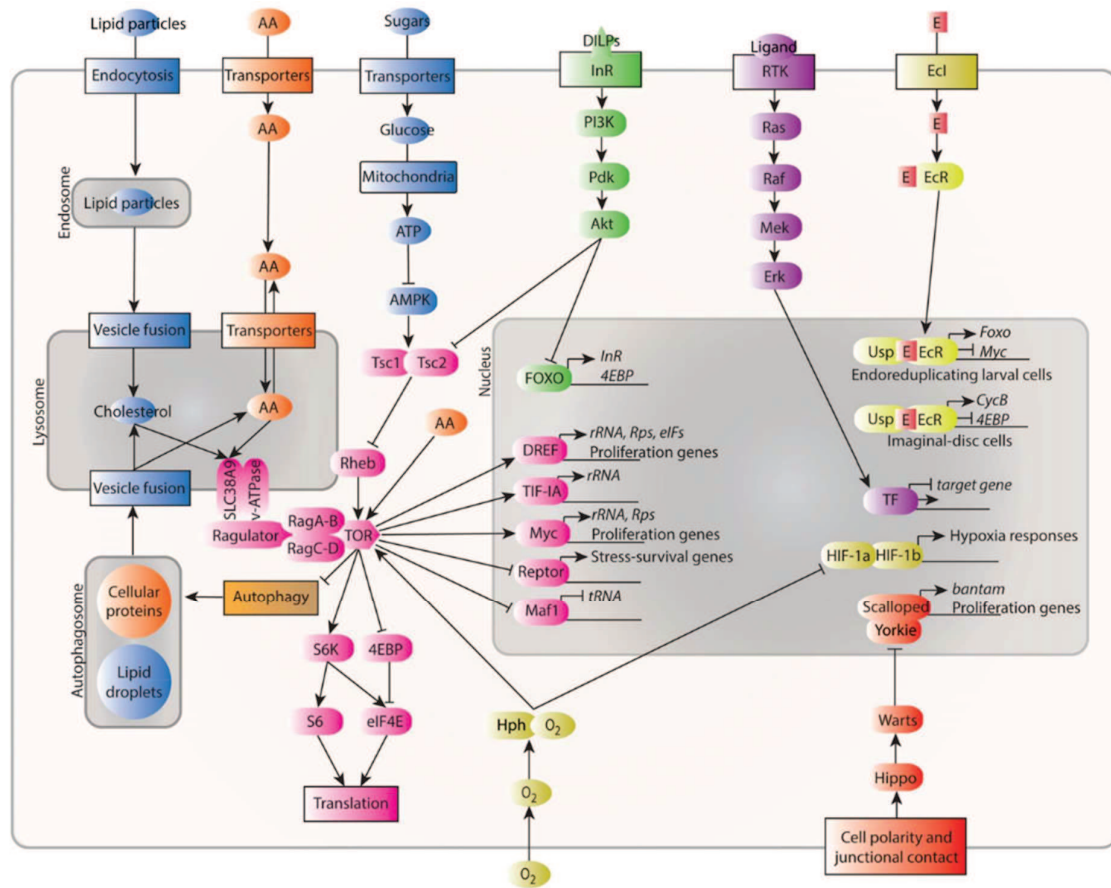 Lipid particles
AA
Sugars
DILPs
Ligand
E
Endocytosis
Transporters
Transporters
InR
RTK
EcI
AA
Glucose
PI3K
Ras
E
Endosome
Lipid particles
Mitochondria
Pdk
Raf
E EcR
ATP
Akt
Mek
AA
AMPK
Erk
Lysosome
Vesicle fusion
Transporters
Tsc1 Tsc2
Nucleus
FOXO
InR
4EBP
Usp E EcR
Foxo
Myc
Endoreduplicating larval cells
Cholesterol
AA
AA
Usp E EcR
CycB
4EBP
Imaginal-disc cells
Rheb
DREF
rRNA, Rps, eIFs
Proliferation genes
Vesicle fusion
SLC38A9
v-ATPase
TIF-IA
rRNA
TF
target gene
Ragulator
RagA-B
RagC-D
TOR
Myc
rRNA, Rps
Proliferation genes
HIF-1a HIF-1b
Hypoxia responses
Reptor
Stress-survival genes
Maf1
tRNA
Scalloped
Yorkie
bantam
Proliferation genes
Autophagosome
Cellular
proteins
Lipid
droplets
Autophagy
S6K
4EBP
S6
eIF4E
Translation
Hph O2
O2
O2
Warts
Hippo
Cell polarity and
junctional contact